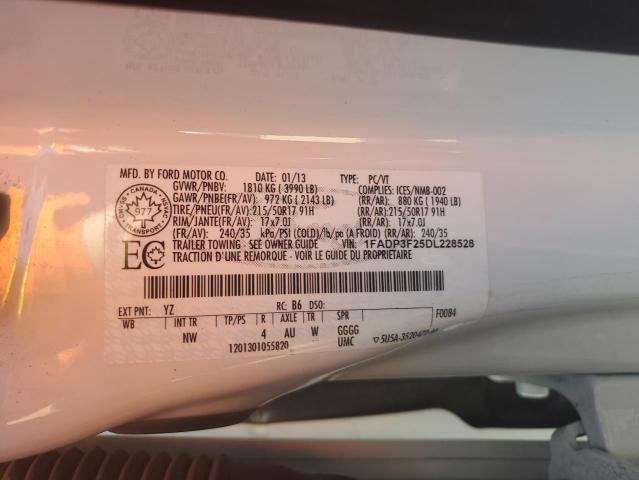 MFD. BY FORD MOTOR CO. DATE: 01/13 TYPE: PC/VT
GVWR/PNBV: 1810 KG ( 3990 LB) COMPLIES: ICES/NMB-002
GAWR/PNBE(FR/AV) 972 KG ( 2143 LB) (RR/AR): 880 KG ( 1940 LB)
TIRE/PNEU(FR/AV):215/50R17 91H (RR/AR):215/50R17 91H
RIM/JANTE(FR/AV): 17x7.0J (RR/AR): 17x7.0J
(FR/AV) 240/35 kPa/PSI (COLD)/lb/po (A FROID) (RR/AR): 240/35
TRAILER TOWING - SEE OWNER GUIDE VIN: 1FADP3F25DL228528
TRACTION D'UNE REMORQUE - VOIR LE GUIDE DU PROPRIETAIRE
CANADA
977
EC
EXT PNT: YZ RC: B6 DSO: F0084
WB INT TR TP/PS R AXLE TR SPR
NW 4 AU W GGGG
1201301055820 UMC